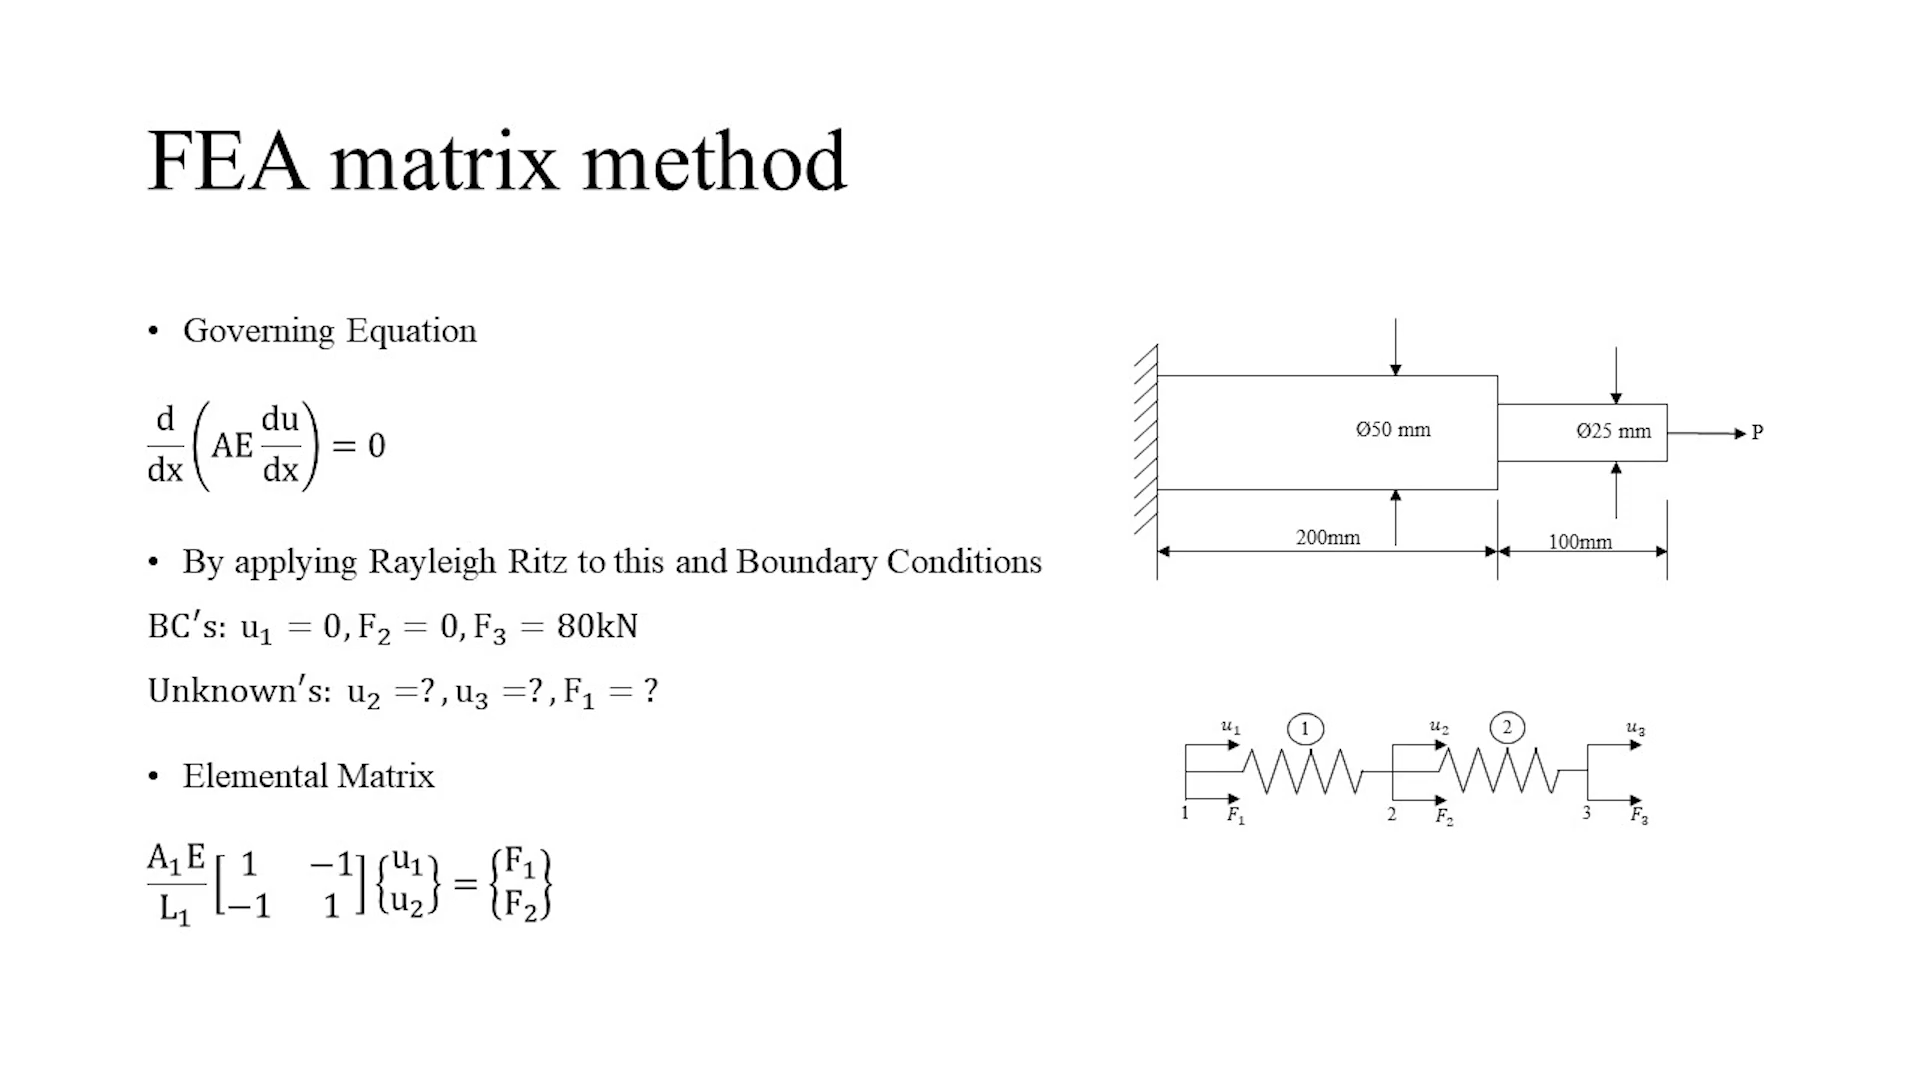 FEA matrix method
• Governing Equation
d/dx (AE du/dx) = 0
• By applying Rayleigh Ritz to this and Boundary Conditions
BC′s: u₁ = 0, F₂ = 0, F₃ = 80kN
Unknown′s: u₂ =?, u₃ =?, F₁ = ?
• Elemental Matrix
A₁E/L₁ [1 −1; −1 1] {u₁; u₂} = {F₁; F₂}
Ø50 mm
Ø25 mm
P
200mm
100mm
u₁ 1 u₂ 2 u₃
1 F₁ 2 F₂ 3 F₃